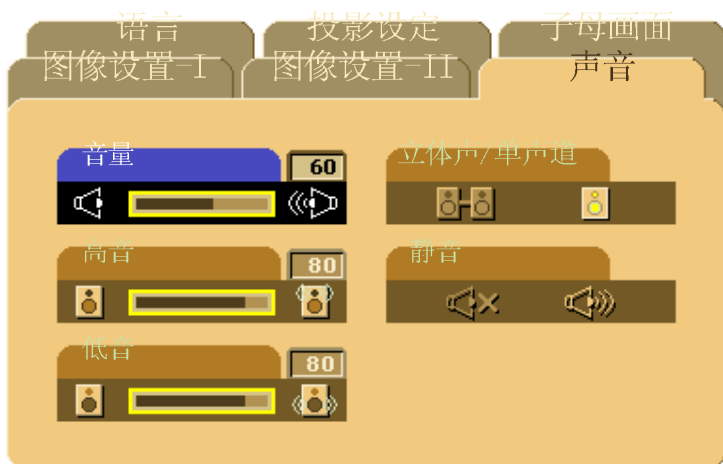 语言 投影设定 子母画面
图像设置-I 图像设置-II 声音
音量 60 立体声/单声道
高音 80 静音
低音 80